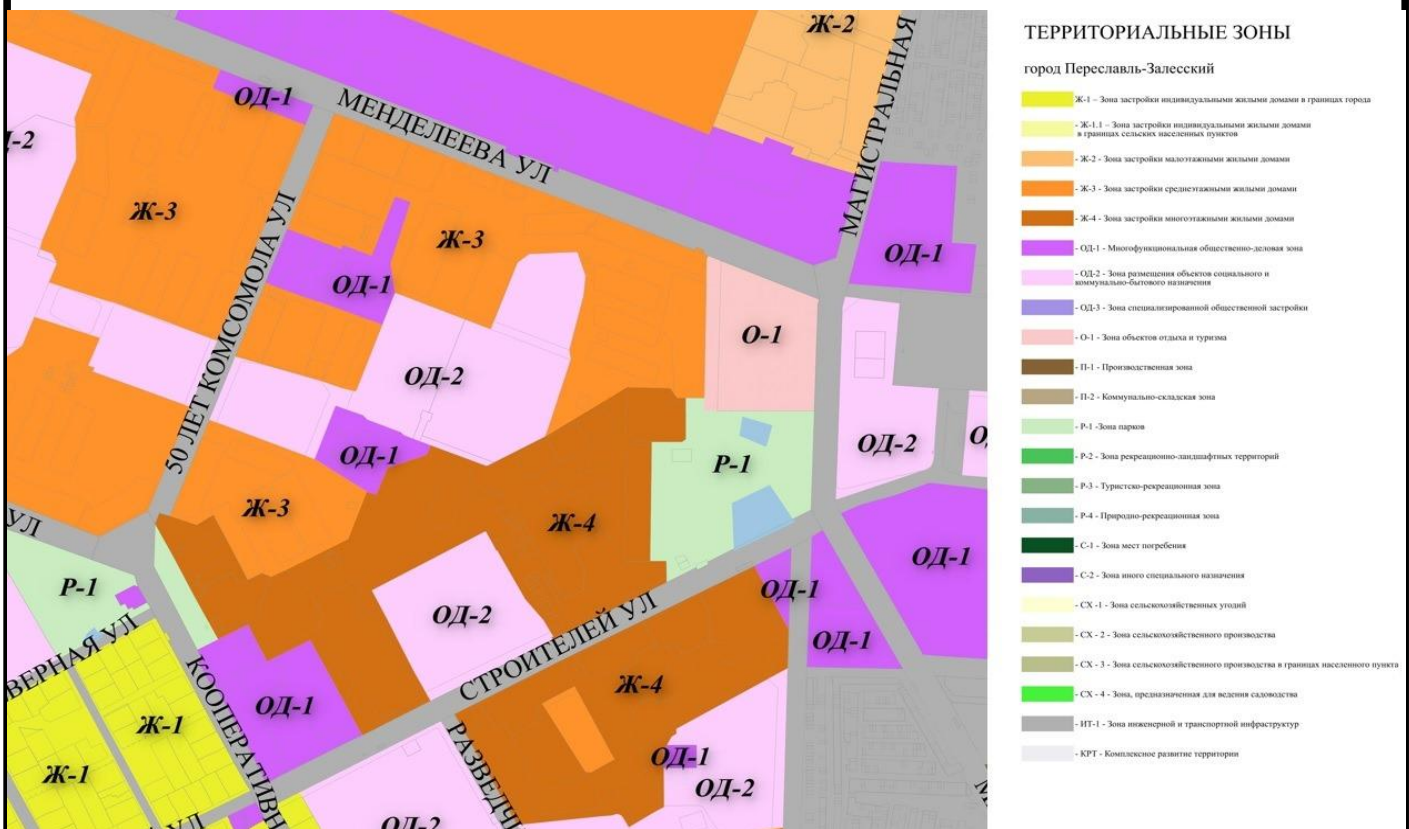 Ж-2
МАГИСТРАЛЬНАЯ
ОД-1
МЕНДЕЛЕЕВА УЛ
Д-2
Ж-3
50 ЛЕТ КОМСОМОЛА УЛ
Ж-3
ОД-1
ОД-1
О-1
ОД-2
ОД-2
ОД-1
Р-1
Ж-3
Ж-4
УЛ
ОД-1
Р-1
ОД-1
ОД-2
ОД-1
СТРОИТЕЛЕЙ УЛ
ВЕРНАЯ УЛ
КООПЕРАТИВН
Ж-4
ОД-1
Ж-1
РАЗВЕДЧ
Ж-1
ОД-1
ОД-2
УЛ
ОД-2
ТЕРРИТОРИАЛЬНЫЕ ЗОНЫ
город Переславль-Залесский
Ж-1 – Зона застройки индивидуальными жилыми домами в границах города
- Ж-1.1 – Зона застройки индивидуальными жилыми домами
в границах сельских населенных пунктов
- Ж-2 - Зона застройки малоэтажными жилыми домами
- Ж-3 - Зона застройки среднеэтажными жилыми домами
- Ж-4 - Зона застройки многоэтажными жилыми домами
- ОД-1 - Многофункциональная общественно-деловая зона
- ОД-2 - Зона размещения объектов социального и
коммунально-бытового назначения
- ОД-3 - Зона специализированной общественной застройки
- О-1 - Зона объектов отдыха и туризма
- П-1 - Производственная зона
- П-2 - Коммунально-складская зона
- Р-1 -Зона парков
- Р-2 - Зона рекреационно-ландшафтных территорий
- Р-3 - Туристско-рекреационная зона
- Р-4 - Природно-рекреационная зона
- С-1 - Зона мест погребения
- С-2 - Зона иного специального назначения
- СХ -1 - Зона сельскохозяйственных угодий
- СХ - 2 - Зона сельскохозяйственного производства
- СХ - 3 - Зона сельскохозяйственного производства в границах населенного пункта
- СХ - 4 - Зона, предназначенная для ведения садоводства
- ИТ-1 - Зона инженерной и транспортной инфраструктур
- КРТ - Комплексное развитие территории